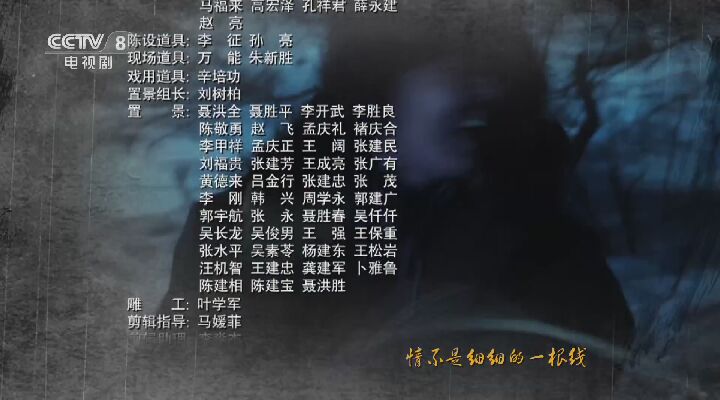 马福来 高宏泽 孔祥君 薛永建
赵 亮
CCTV 8
电视剧
陈设道具: 李 征 孙 亮
现场道具: 万 能 朱新胜
戏用道具: 辛培功
置景组长: 刘树柏
置 景: 聂洪全 聂胜平 李开武 李胜良
陈敬勇 赵 飞 孟庆礼 褚庆合
李甲祥 孟庆正 王 阔 张建民
刘福贵 张建芳 王成亮 张广有
黄德来 吕金行 张建忠 张 茂
李 刚 韩 兴 周学永 郭建广
郭宇航 张 永 聂胜春 吴仟仟
吴长龙 吴俊男 王 强 王保重
张水平 吴素苓 杨建东 王松岩
汪机智 王建忠 龚建军 卜雅鲁
陈建相 陈建宝 聂洪胜
雕 工: 叶学军
剪辑指导: 马媛菲
情不是细细的一根线